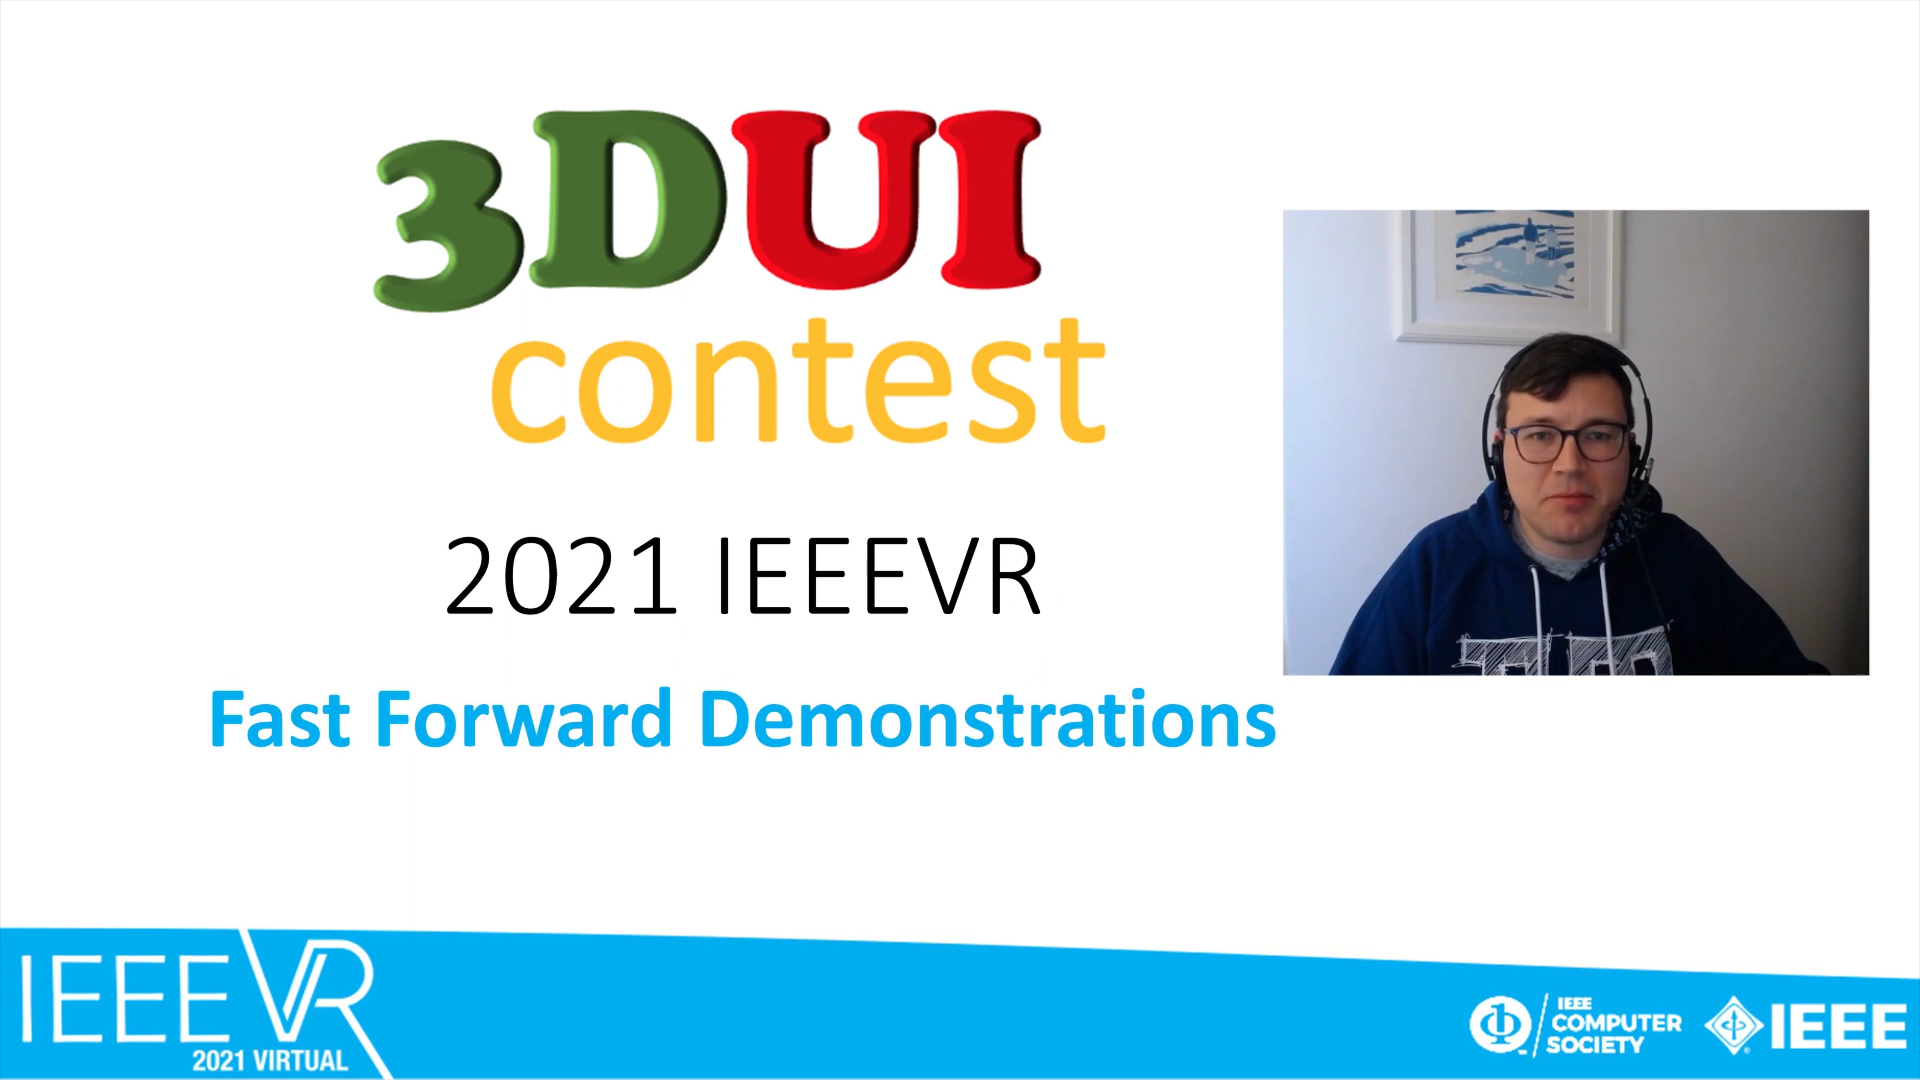 3DUI
contest
2021 IEEEVR
Fast Forward Demonstrations
IEEEVR
2021 VIRTUAL
IEEE
COMPUTER
SOCIETY
IEEE